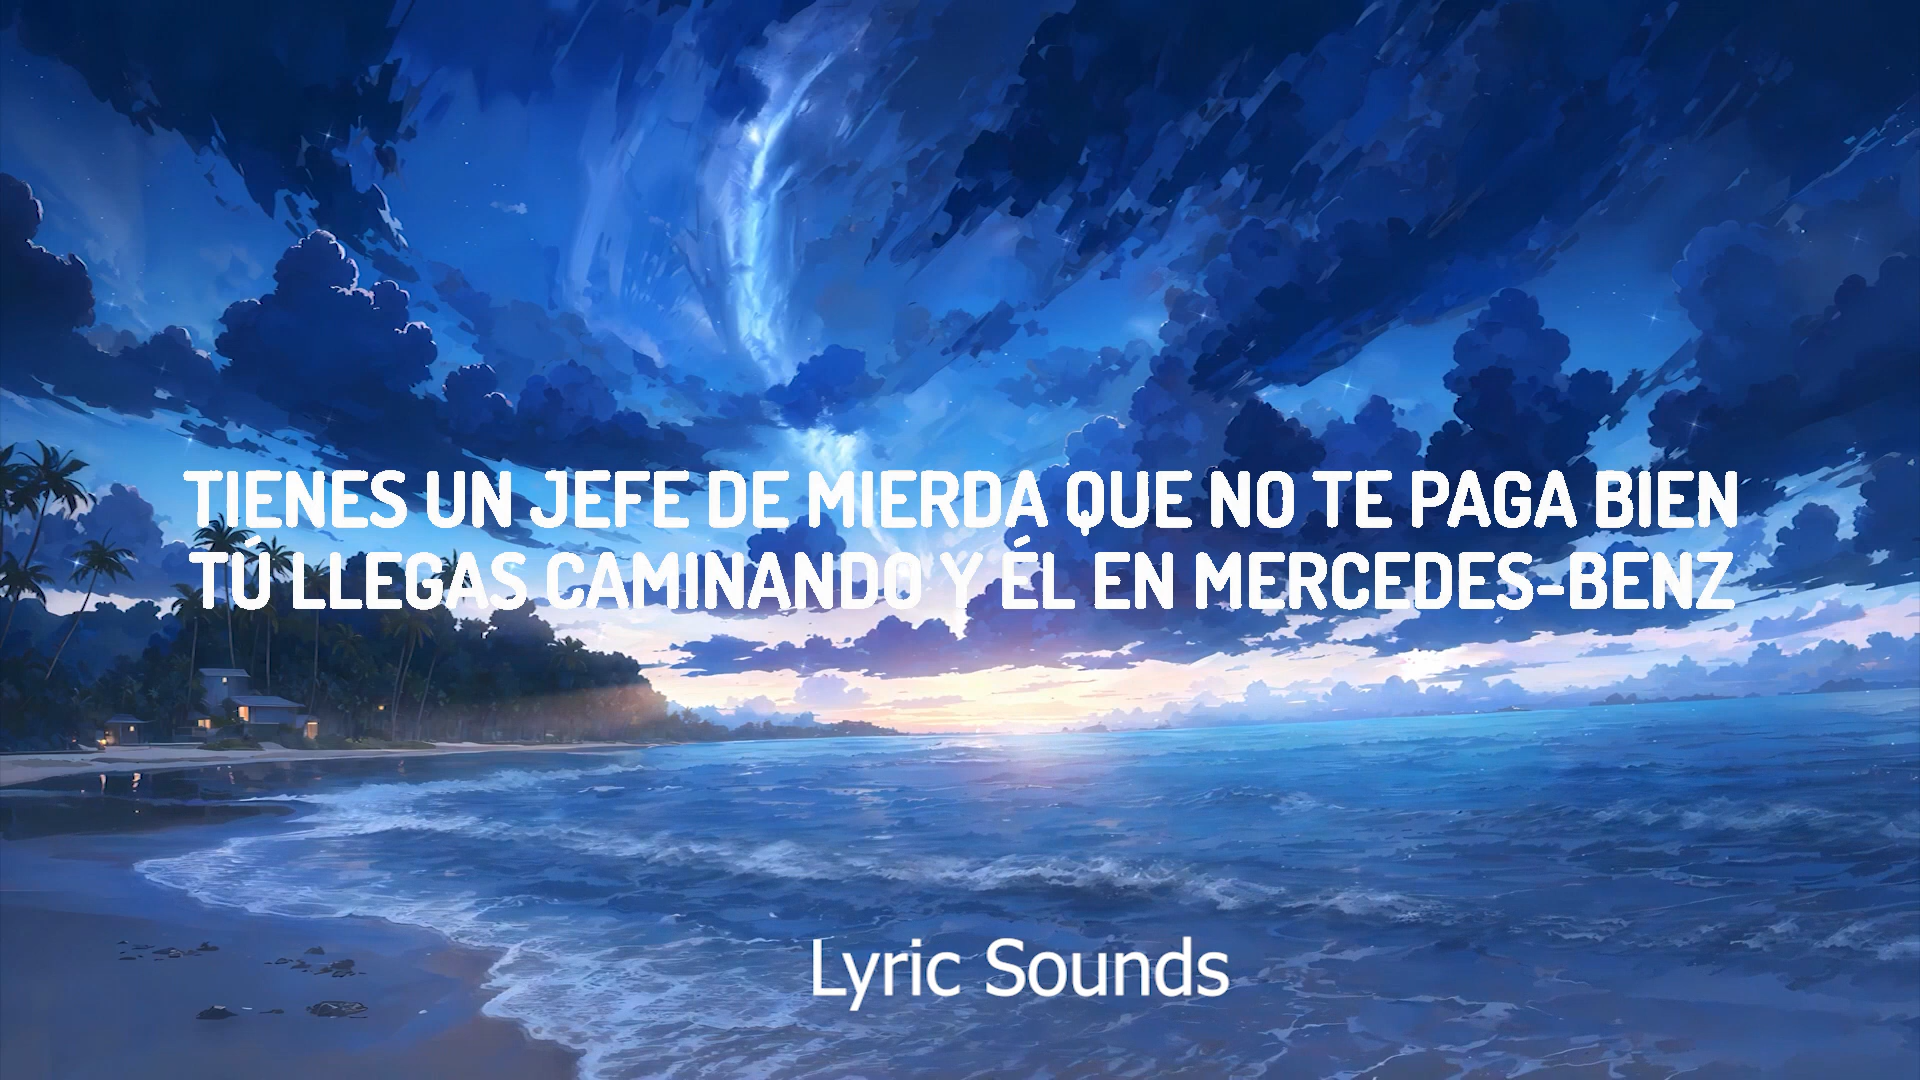 TIENES UN JEFE DE MIERDA QUE NO TE PAGA BIEN
TÚ LLEGAS CAMINANDO Y ÉL EN MERCEDES-BENZ
Lyric Sounds